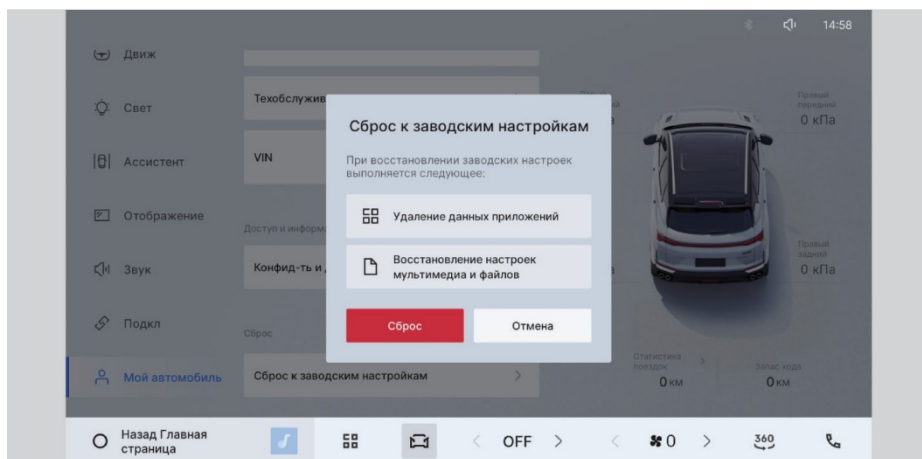 14:58
Движ
Свет
Ассистент
Отображение
Звук
Подкл
Мой автомобиль
Техобслужив
VIN
Доступ и информ
Конфид-ть и
Сброс
Сброс к заводским настройкам
Сброс к заводским настройкам
При восстановлении заводских настроек
выполняется следующее:
Удаление данных приложений
Восстановление настроек
мультимедиа и файлов
Сброс
Отмена
Правый
передний
0 кПа
Правый
задний
0 кПа
Статистика
поездок
0 км
Запас хода
0 км
Назад Главная
страница
OFF
0
360